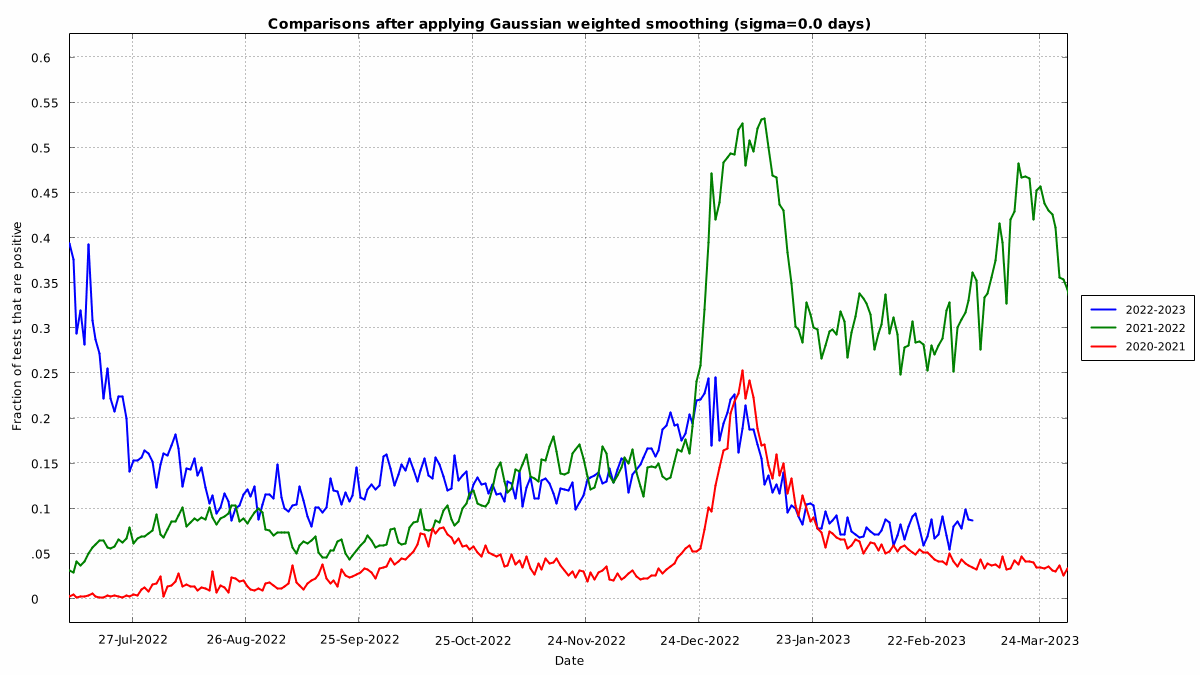 Comparisons after applying Gaussian weighted smoothing (sigma=0.0 days)
Fraction of tests that are positive
0.6
0.55
0.5
0.45
0.4
0.35
0.3
0.25
0.2
0.15
0.1
.05
0
27-Jul-2022
26-Aug-2022
25-Sep-2022
25-Oct-2022
24-Nov-2022
24-Dec-2022
23-Jan-2023
22-Feb-2023
24-Mar-2023
Date
2022-2023
2021-2022
2020-2021